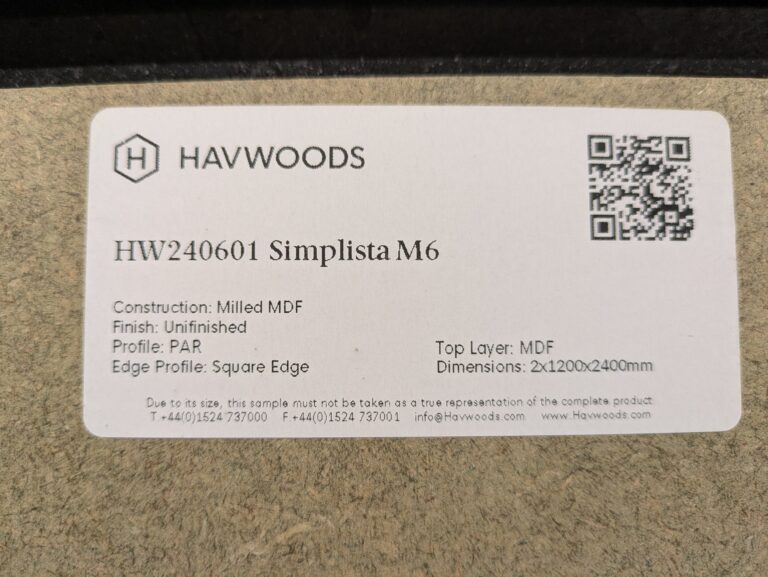 H HAVWOODS
HW240601 Simplista M6
Construction: Milled MDF
Finish: Unifinished
Profile: PAR
Edge Profile: Square Edge
Top Layer: MDF
Dimensions: 2x1200x2400mm
Due to its size, this sample must not be taken as a true representation of the complete product
T.+44(0)1524 737000 F.+44(0)1524 737001 info@Havwoods.com www.Havwoods.com